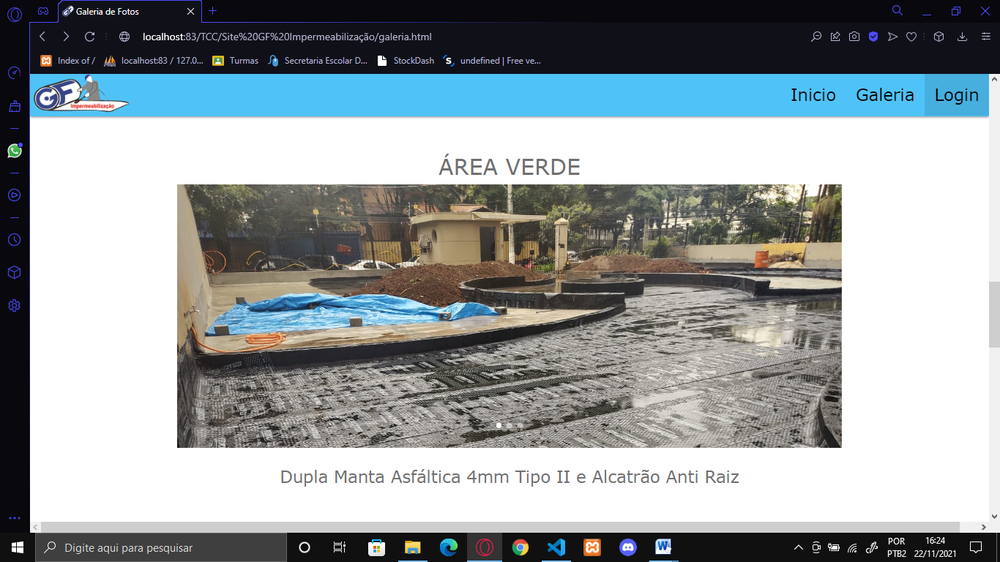 Galeria de Fotos
localhost:83/TCC/Site%20GF%20Impermeabilização/galeria.html
Index of /
localhost:83 / 127.0...
Turmas
Secretaria Escolar D...
StockDash
undefined | Free ve...
GF
Impermeabilização
Inicio
Galeria
Login
ÁREA VERDE
Dupla Manta Asfáltica 4mm Tipo II e Alcatrão Anti Raiz
Digite aqui para pesquisar
POR
PTB2
16:24
22/11/2021